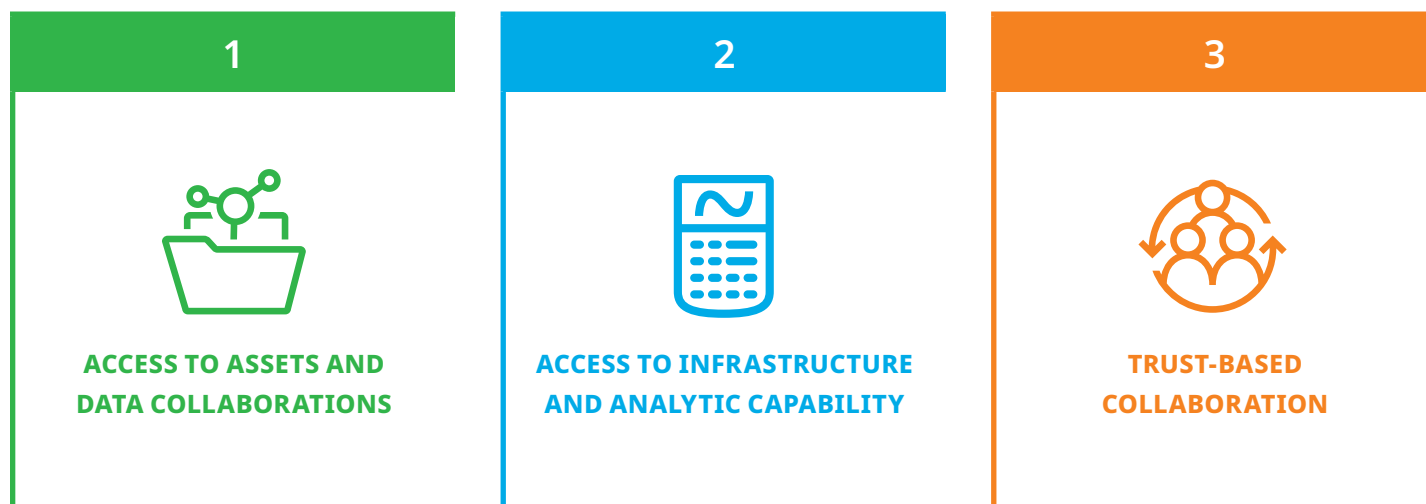 1
ACCESS TO ASSETS AND
DATA COLLABORATIONS
2
ACCESS TO INFRASTRUCTURE
AND ANALYTIC CAPABILITY
3
TRUST-BASED
COLLABORATION